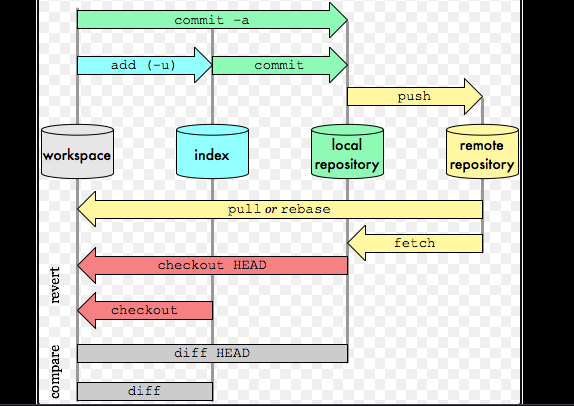 commit -a
add (-u)
commit
push
workspace
index
local
repository
remote
repository
pull or rebase
fetch
revert
checkout HEAD
checkout
compare
diff HEAD
diff